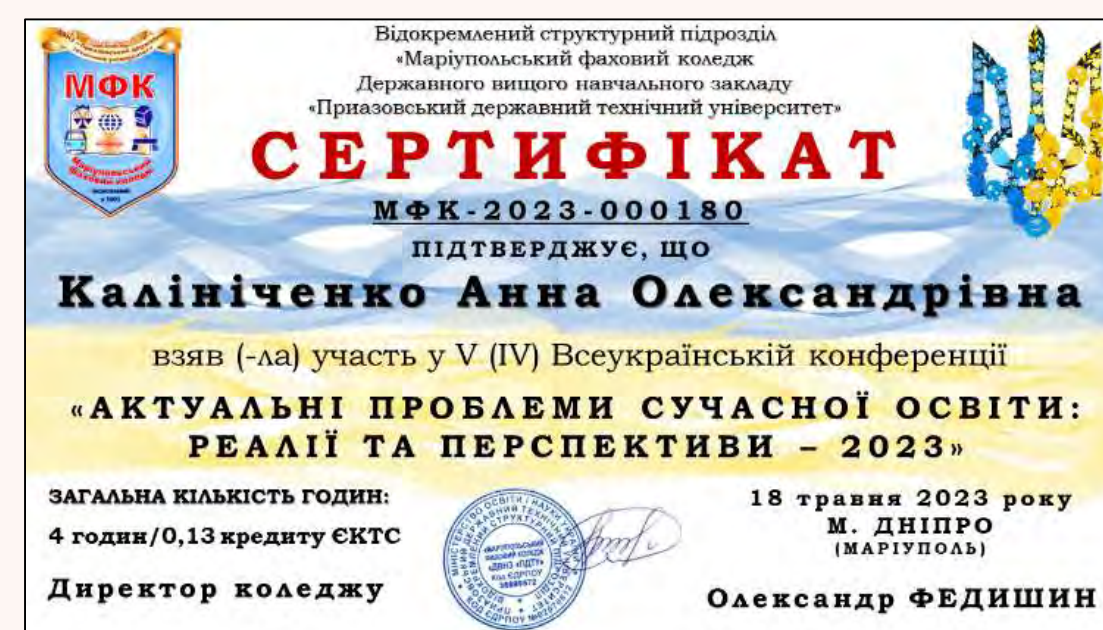 Відокремлений структурний підрозділ
«Маріупольський фаховий коледж
Державного вищого навчального закладу
«Приазовський державний технічний університет»
МФК
Маріупольський
фаховий коледж
СЕРТИФІКАТ
МФК-2023-000180
ПІДТВЕРДЖУЄ, ЩО
Калініченко Анна Олександрівна
взяв (-ла) участь у V (IV) Всеукраїнській конференції
«АКТУАЛЬНІ ПРОБЛЕМИ СУЧАСНОЇ ОСВІТИ:
РЕАЛІЇ ТА ПЕРСПЕКТИВИ – 2023»
ЗАГАЛЬНА КІЛЬКІСТЬ ГОДИН:
4 годин/0,13 кредиту ЄКТС
Директор коледжу
18 травня 2023 року
М. ДНІПРО
(МАРІУПОЛЬ)
Олександр ФЕДИШИН